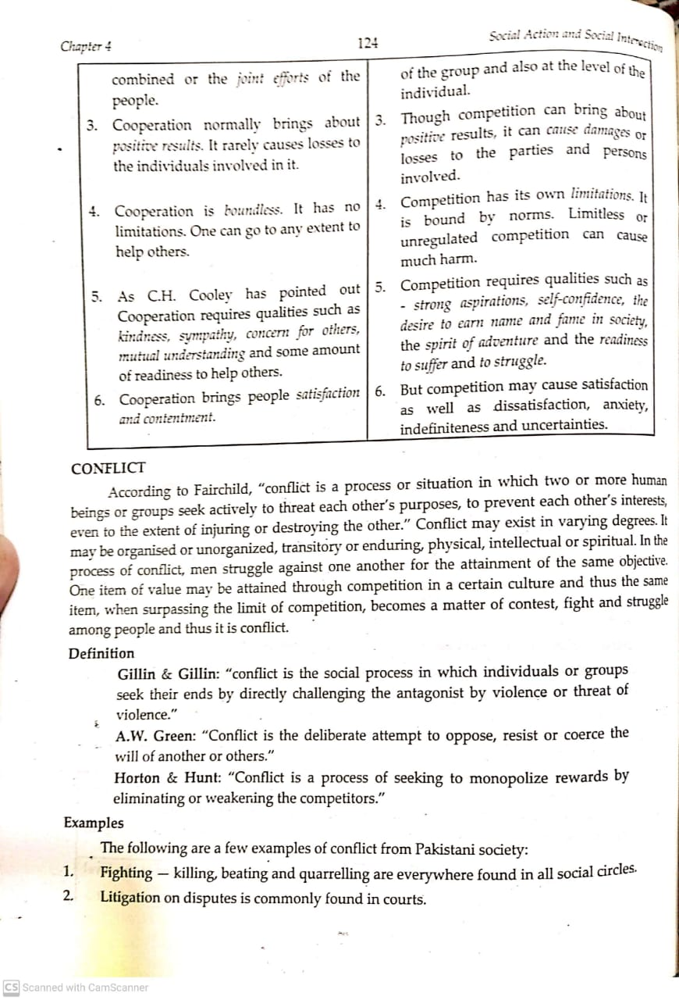 Chapter 4
124
Social Action and Social Interaction
combined or the joint efforts of the
people.
3. Cooperation normally brings about
positive results. It rarely causes losses to
the individuals involved in it.
4. Cooperation is boundless. It has no
limitations. One can go to any extent to
help others.
5. As C.H. Cooley has pointed out
Cooperation requires qualities such as
kindness, sympathy, concern for others,
mutual understanding and some amount
of readiness to help others.
6. Cooperation brings people satisfaction
and contentment.
of the group and also at the level of the
individual.
3. Though competition can bring about
positive results, it can cause damages or
losses to the parties and persons
involved.
4. Competition has its own limitations. It
is bound by norms. Limitless or
unregulated competition can cause
much harm.
5. Competition requires qualities such as
- strong aspirations, self-confidence, the
desire to earn name and fame in society,
the spirit of adventure and the readiness
to suffer and to struggle.
6. But competition may cause satisfaction
as well as dissatisfaction, anxiety,
indefiniteness and uncertainties.
CONFLICT
According to Fairchild, “conflict is a process or situation in which two or more human
beings or groups seek actively to threat each other’s purposes, to prevent each other’s interests,
even to the extent of injuring or destroying the other.” Conflict may exist in varying degrees. It
may be organised or unorganized, transitory or enduring, physical, intellectual or spiritual. In the
process of conflict, men struggle against one another for the attainment of the same objective.
One item of value may be attained through competition in a certain culture and thus the same
item, when surpassing the limit of competition, becomes a matter of contest, fight and struggle
among people and thus it is conflict.
Definition
Gillin & Gillin: “conflict is the social process in which individuals or groups
seek their ends by directly challenging the antagonist by violence or threat of
violence.”
A.W. Green: “Conflict is the deliberate attempt to oppose, resist or coerce the
will of another or others.”
Horton & Hunt: “Conflict is a process of seeking to monopolize rewards by
eliminating or weakening the competitors.”
Examples
The following are a few examples of conflict from Pakistani society:
1. Fighting – killing, beating and quarrelling are everywhere found in all social circles.
2. Litigation on disputes is commonly found in courts.
CS Scanned with CamScanner